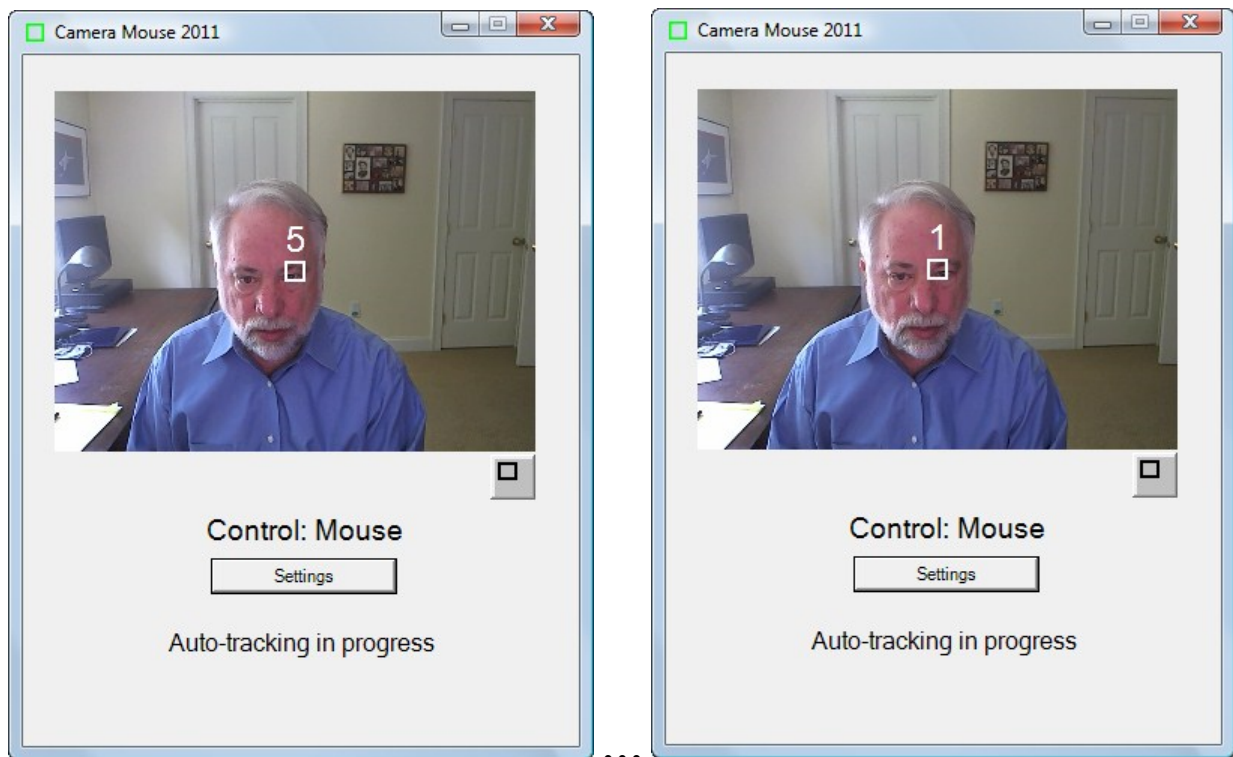 Camera Mouse 2011
5
Control: Mouse
Settings
Auto-tracking in progress
...
Camera Mouse 2011
1
Control: Mouse
Settings
Auto-tracking in progress